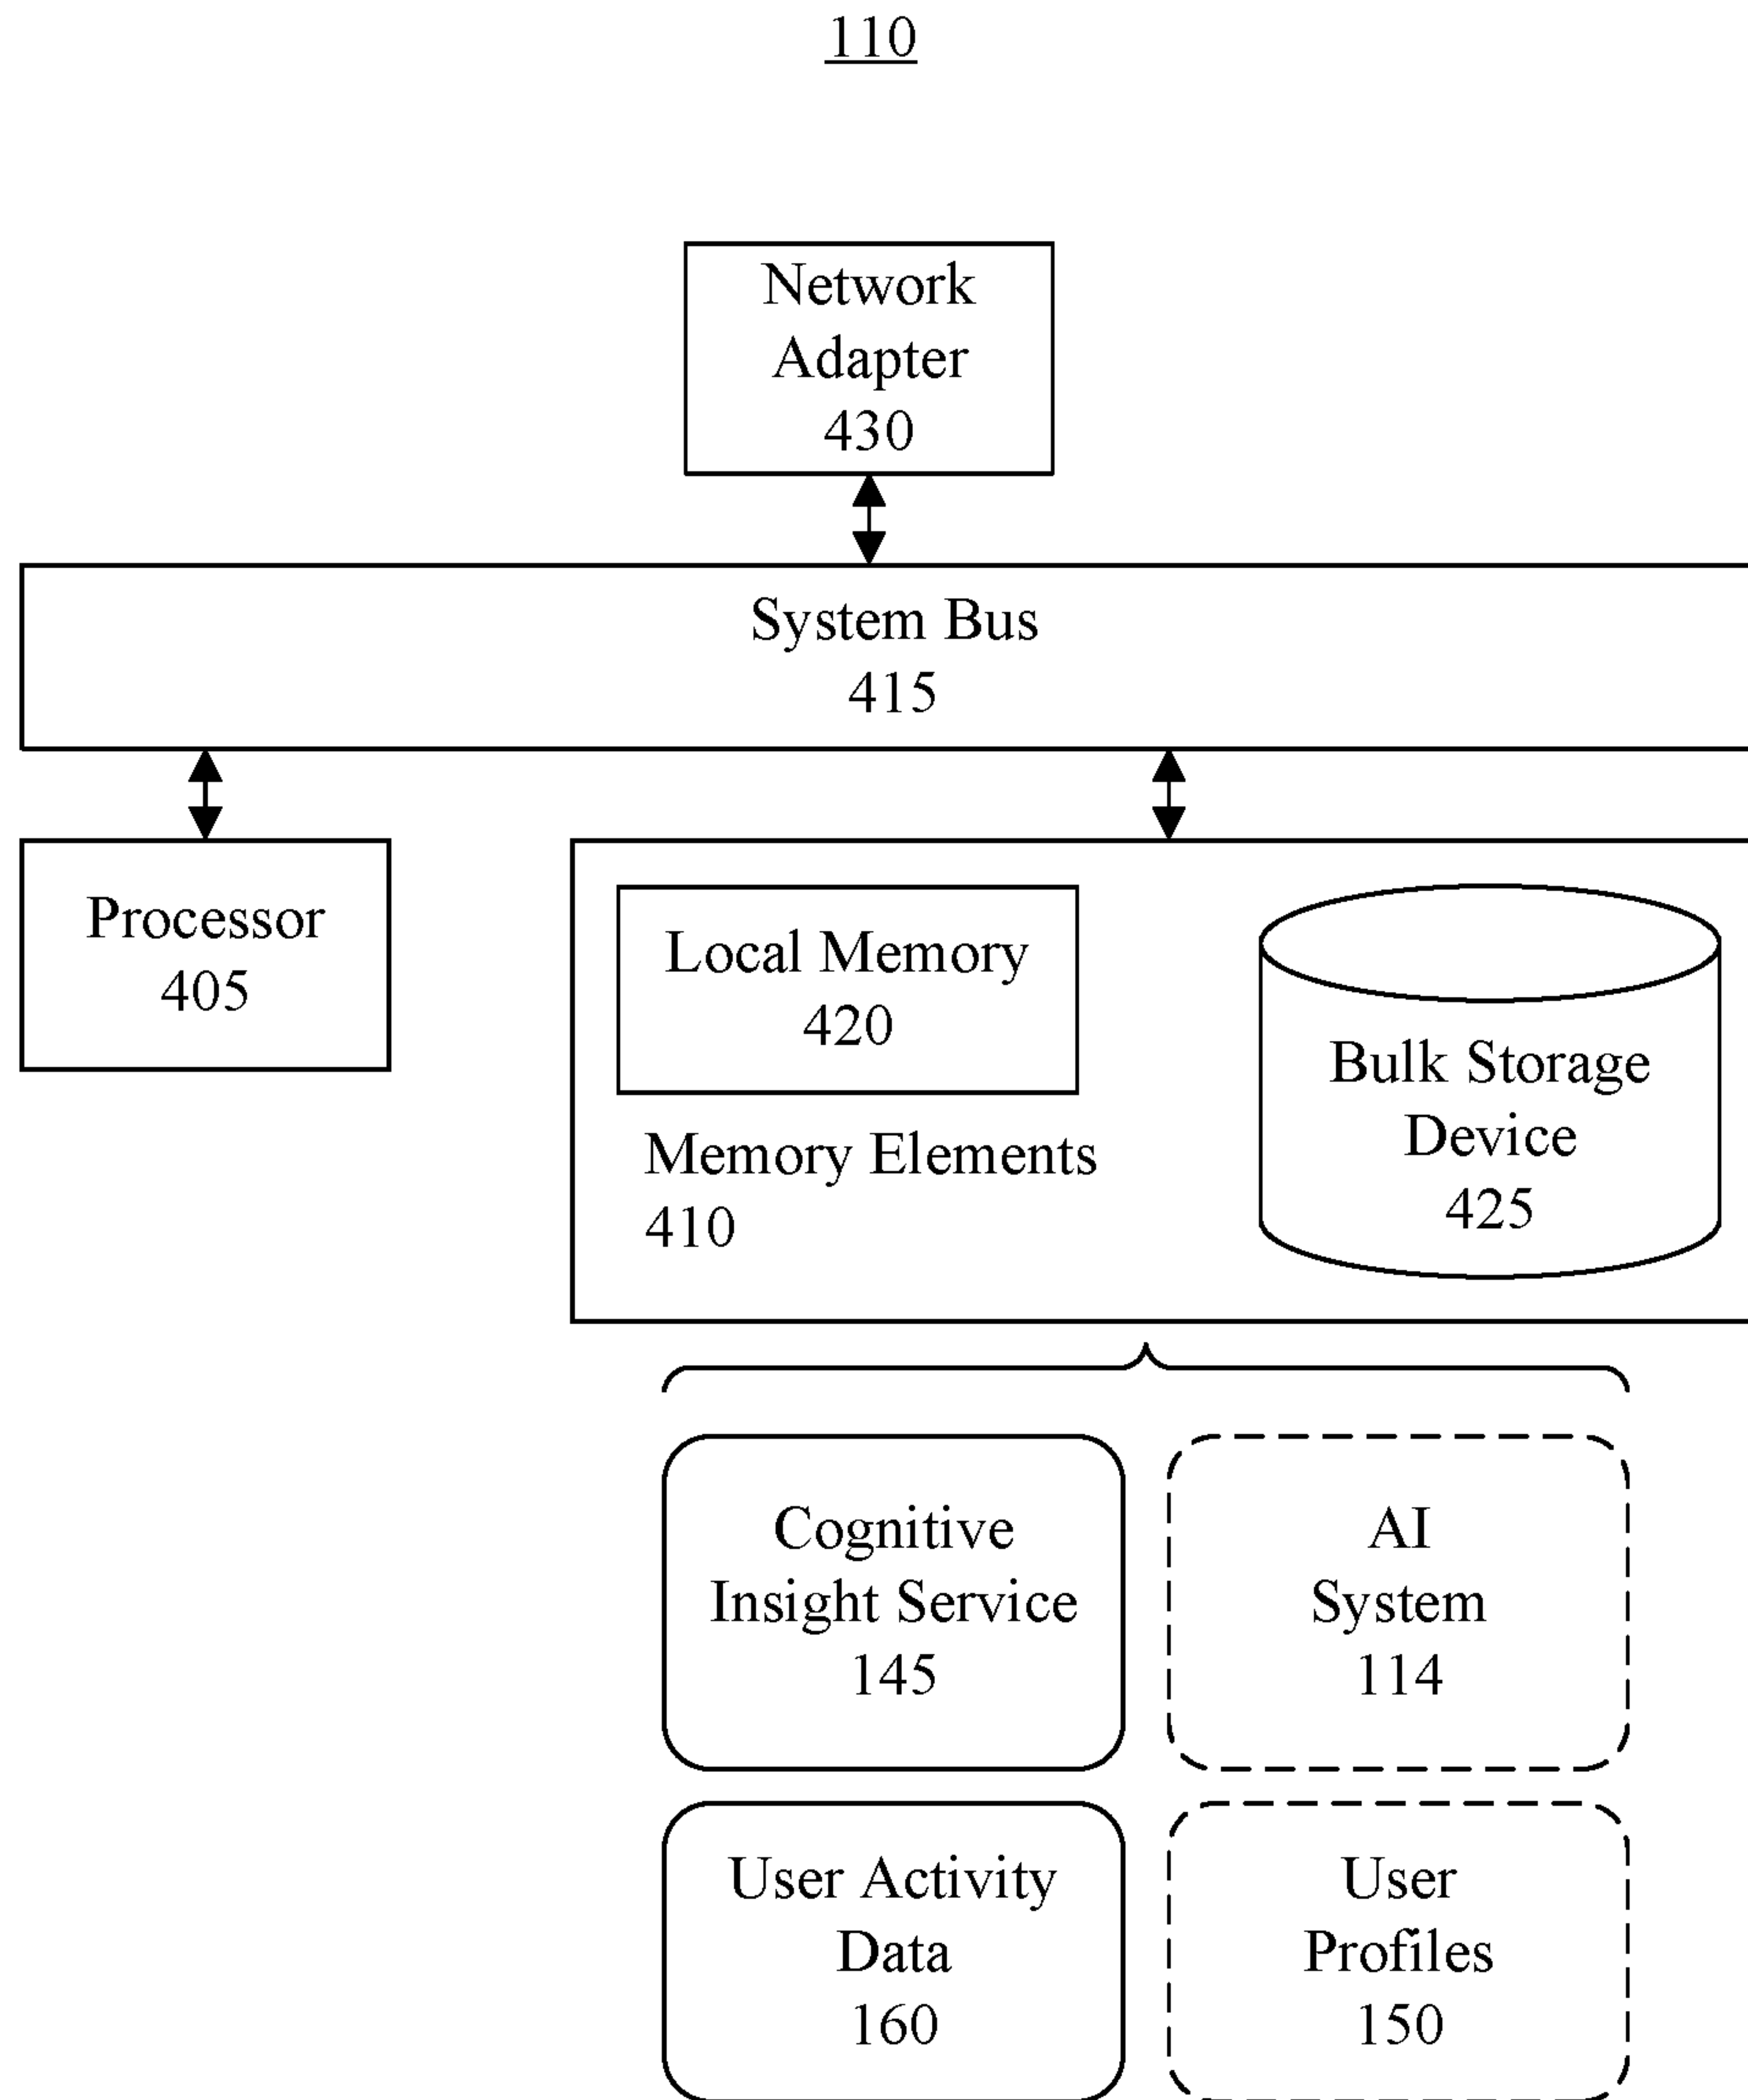 110
Network
Adapter
430
System Bus
415
Processor
405
Local Memory
420
Memory Elements
410
Bulk Storage
Device
425
Cognitive
Insight Service
145
AI
System
114
User Activity
Data
160
User
Profiles
150